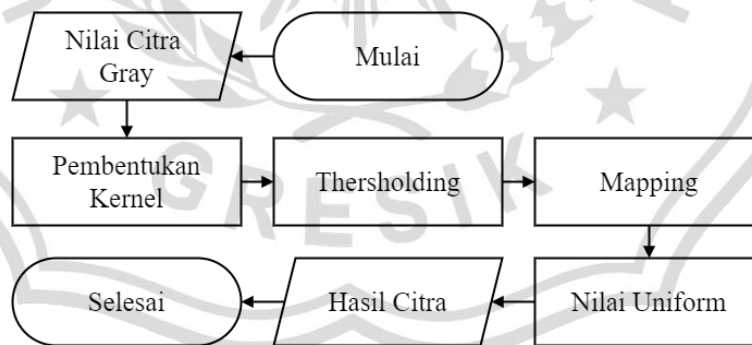 Mulai
Nilai Citra
Gray
Pembentukan
Kernel
Thersholding
Mapping
Nilai Uniform
Hasil Citra
Selesai
GRESIK